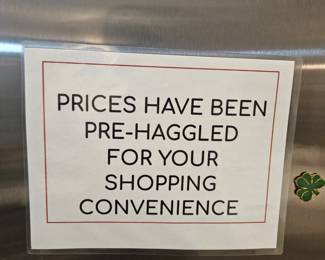 PRICES HAVE BEEN
PRE-HAGGLED
FOR YOUR
SHOPPING
CONVENIENCE